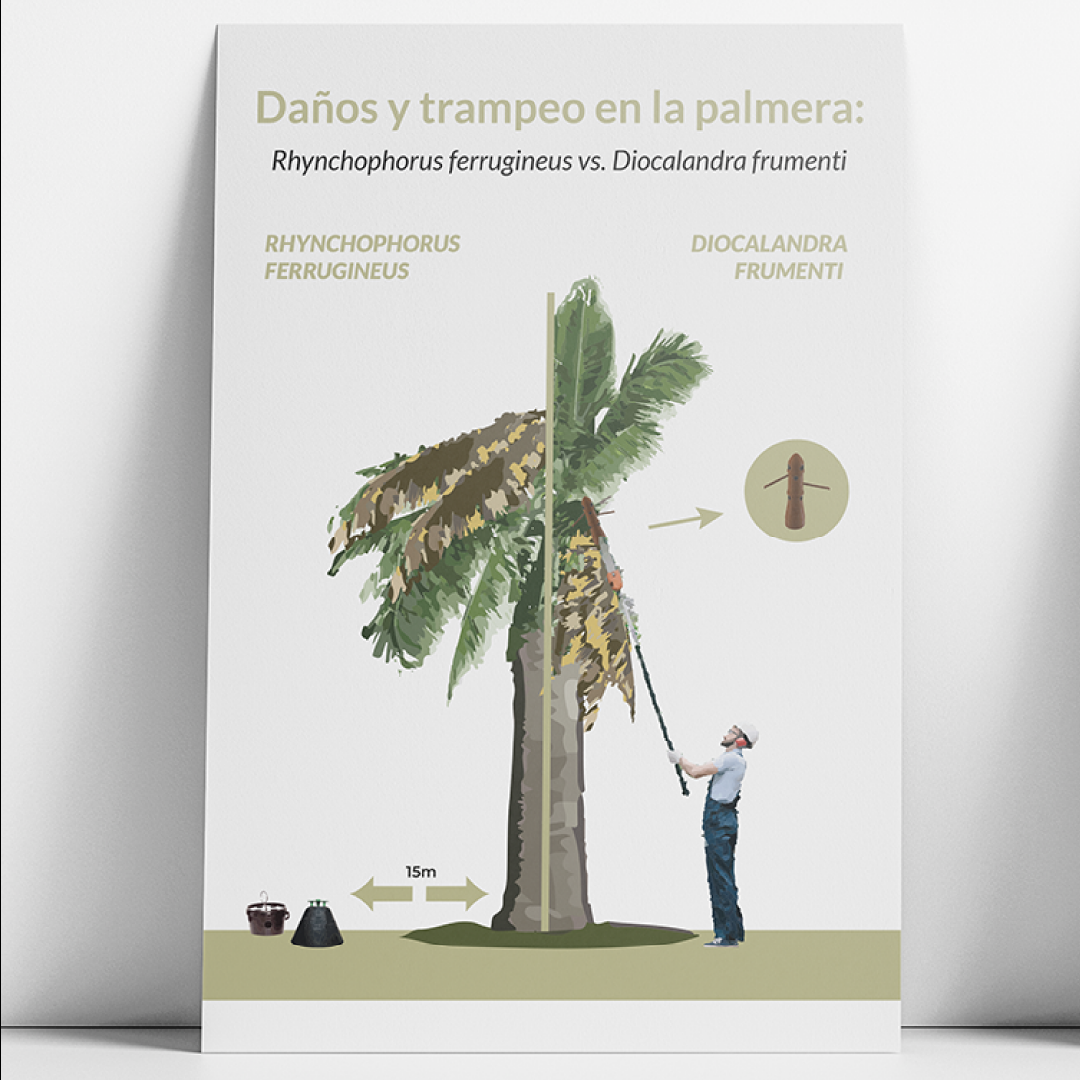 Daños y trampeo en la palmera:
Rhynchophorus ferrugineus vs. Diocalandra frumenti
RHYNCHOPHORUS
FERRUGINEUS
DIOCALANDRA
FRUMENTI
15m